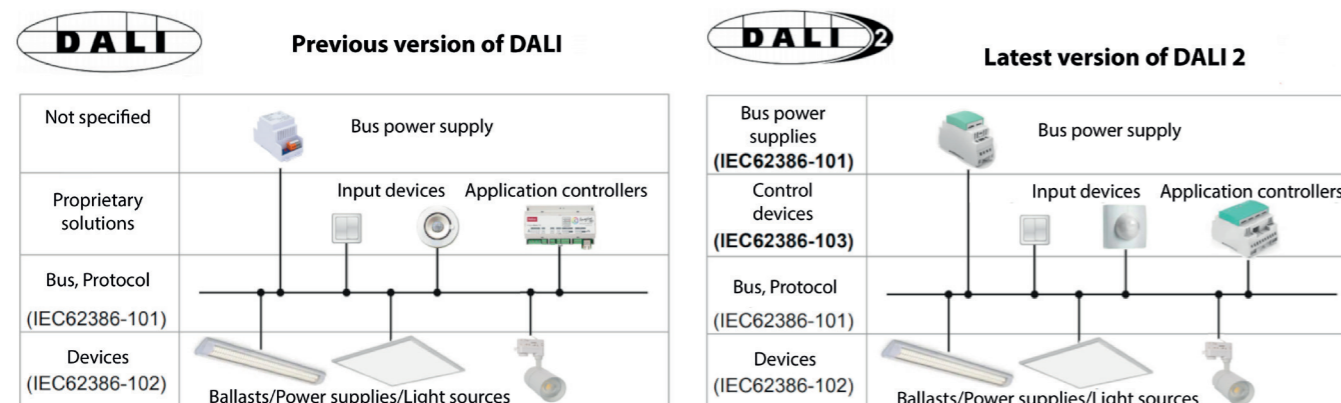 DALI
Previous version of DALI
Not specified
Bus power supply
Proprietary
solutions
Input devices
Application controllers
Bus, Protocol
(IEC62386-101)
Devices
(IEC62386-102)
Ballasts/Power supplies/Light sources
DALI 2
Latest version of DALI 2
Bus power
supplies
(IEC62386-101)
Bus power supply
Control
devices
(IEC62386-103)
Input devices
Application controllers
Bus, Protocol
(IEC62386-101)
Devices
(IEC62386-102)
Ballasts/Power supplies/Light sources